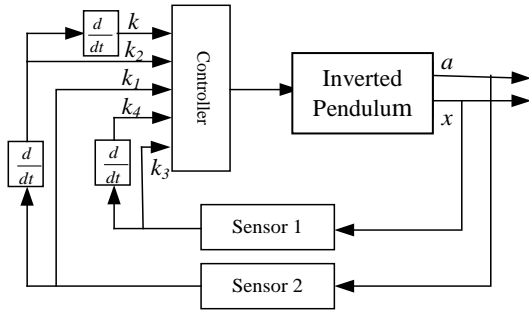 d
dt
k
k2
k1
k4
k3
d
dt
d
dt
Controller
Inverted
Pendulum
a
x
Sensor 1
Sensor 2